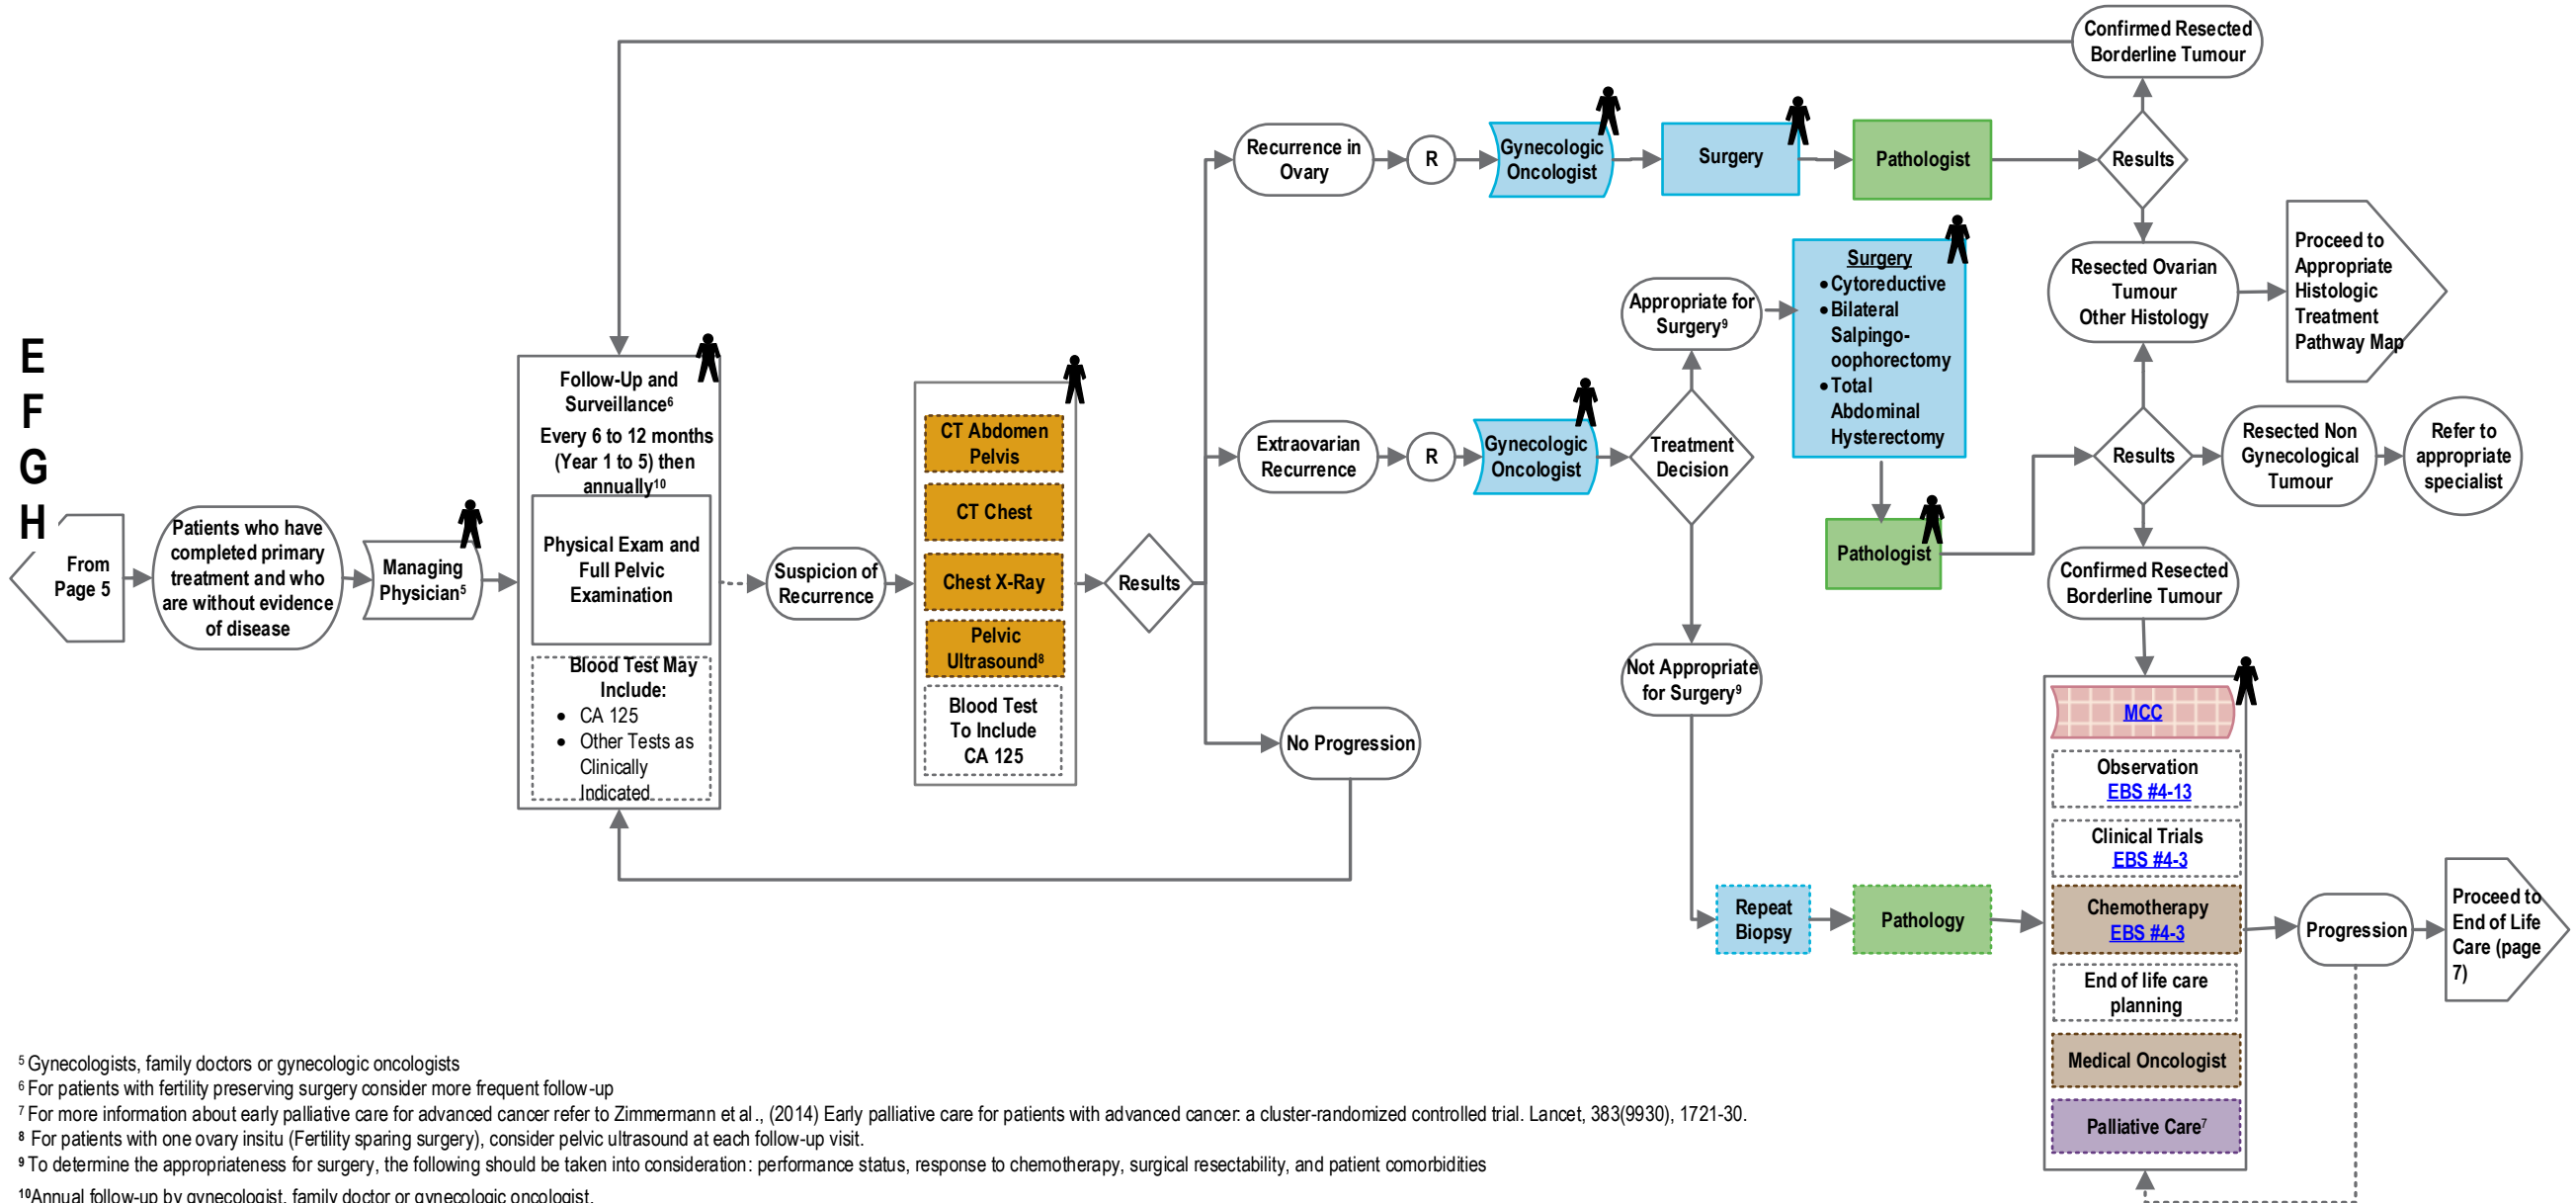 Confirmed Resected
Borderline Tumour
Recurrence in
Ovary
R
Gynecologic
Oncologist
Surgery
Pathologist
Results
Resected Ovarian
Tumour
Other Histology
Proceed to
Appropriate
Histologic
Treatment
Pathway Map
Appropriate for
Surgery⁹
Surgery
•Cytoreductive
•Bilateral
Salpingo-
oophorectomy
•Total
Abdominal
Hysterectomy
E
F
G
H
From
Page 5
Patients who have
completed primary
treatment and who
are without evidence
of disease
Managing
Physician⁵
Follow-Up and
Surveillance⁶
Every 6 to 12 months
(Year 1 to 5) then
annually¹⁰
Physical Exam and
Full Pelvic
Examination
Blood Test May
Include:
• CA 125
• Other Tests as
Clinically
Indicated
Suspicion of
Recurrence
CT Abdomen
Pelvis
CT Chest
Chest X-Ray
Pelvic
Ultrasound⁸
Blood Test
To Include
CA 125
Results
Extraovarian
Recurrence
R
Gynecologic
Oncologist
Treatment
Decision
Pathologist
Results
Resected Non
Gynecological
Tumour
Refer to
appropriate
specialist
Confirmed Resected
Borderline Tumour
Not Appropriate
for Surgery⁹
No Progression
Repeat
Biopsy
Pathology
MCC
Observation
EBS #4-13
Clinical Trials
EBS #4-3
Chemotherapy
EBS #4-3
End of life care
planning
Medical Oncologist
Palliative Care⁷
Progression
Proceed to
End of Life
Care (page
7)
⁵ Gynecologists, family doctors or gynecologic oncologists
⁶ For patients with fertility preserving surgery consider more frequent follow-up
⁷ For more information about early palliative care for advanced cancer refer to Zimmermann et al., (2014) Early palliative care for patients with advanced cancer: a cluster-randomized controlled trial. Lancet, 383(9930), 1721-30.
⁸ For patients with one ovary insitu (Fertility sparing surgery), consider pelvic ultrasound at each follow-up visit.
⁹ To determine the appropriateness for surgery, the following should be taken into consideration: performance status, response to chemotherapy, surgical resectability, and patient comorbidities
¹⁰Annual follow-up by gynecologist, family doctor or gynecologic oncologist.